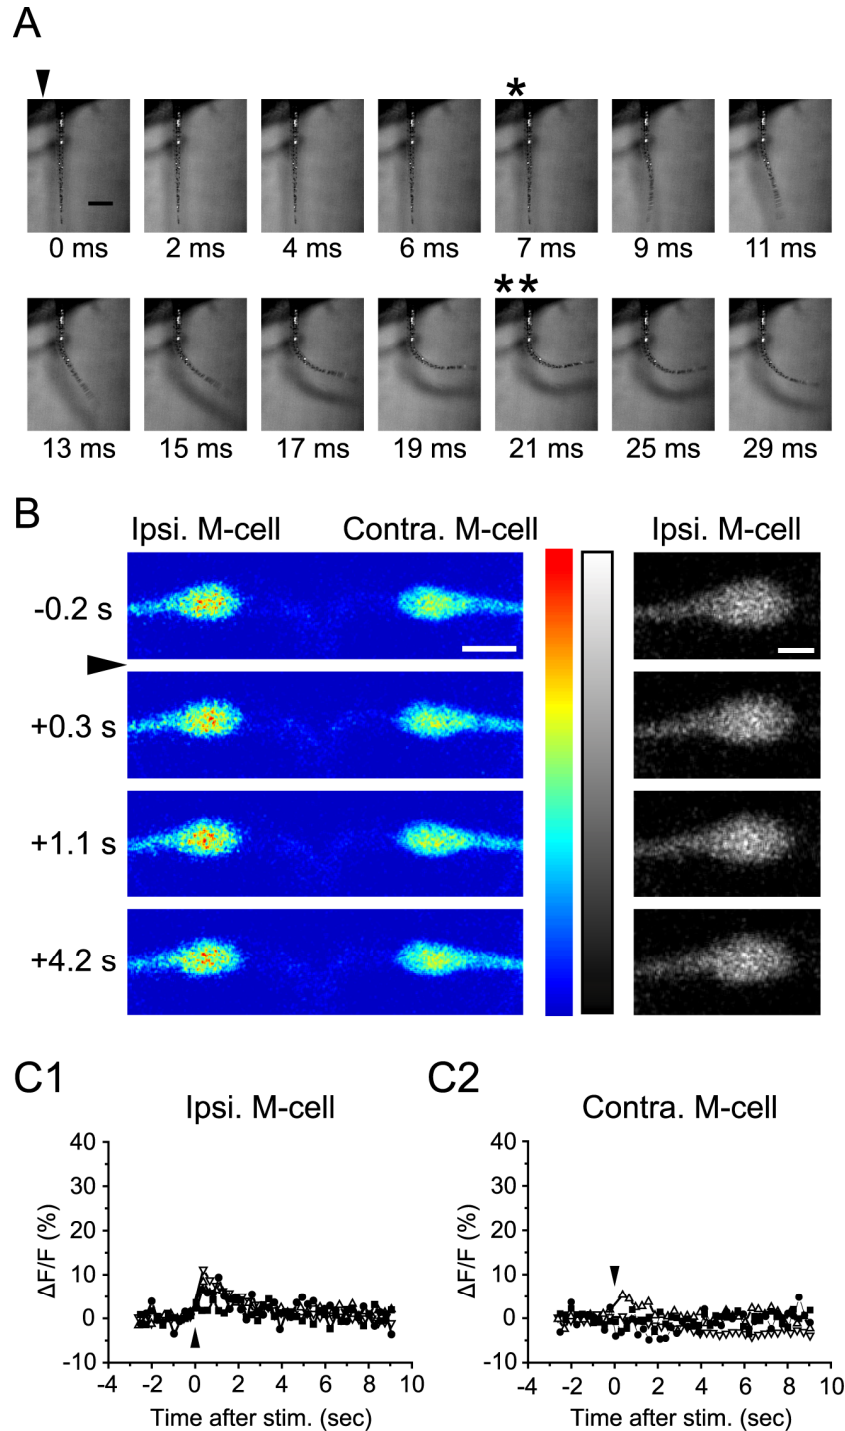 A
*
0 ms 2 ms 4 ms 6 ms 7 ms 9 ms 11 ms
**
13 ms 15 ms 17 ms 19 ms 21 ms 25 ms 29 ms
B
Ipsi. M-cell Contra. M-cell Ipsi. M-cell
-0.2 s
+0.3 s
+1.1 s
+4.2 s
C1 C2
Ipsi. M-cell Contra. M-cell
40 40
30 30
20 20
10 10
0 0
-10 -10
ΔF/F (%) ΔF/F (%)
-4 -2 0 2 4 6 8 10 -4 -2 0 2 4 6 8 10
Time after stim. (sec) Time after stim. (sec)